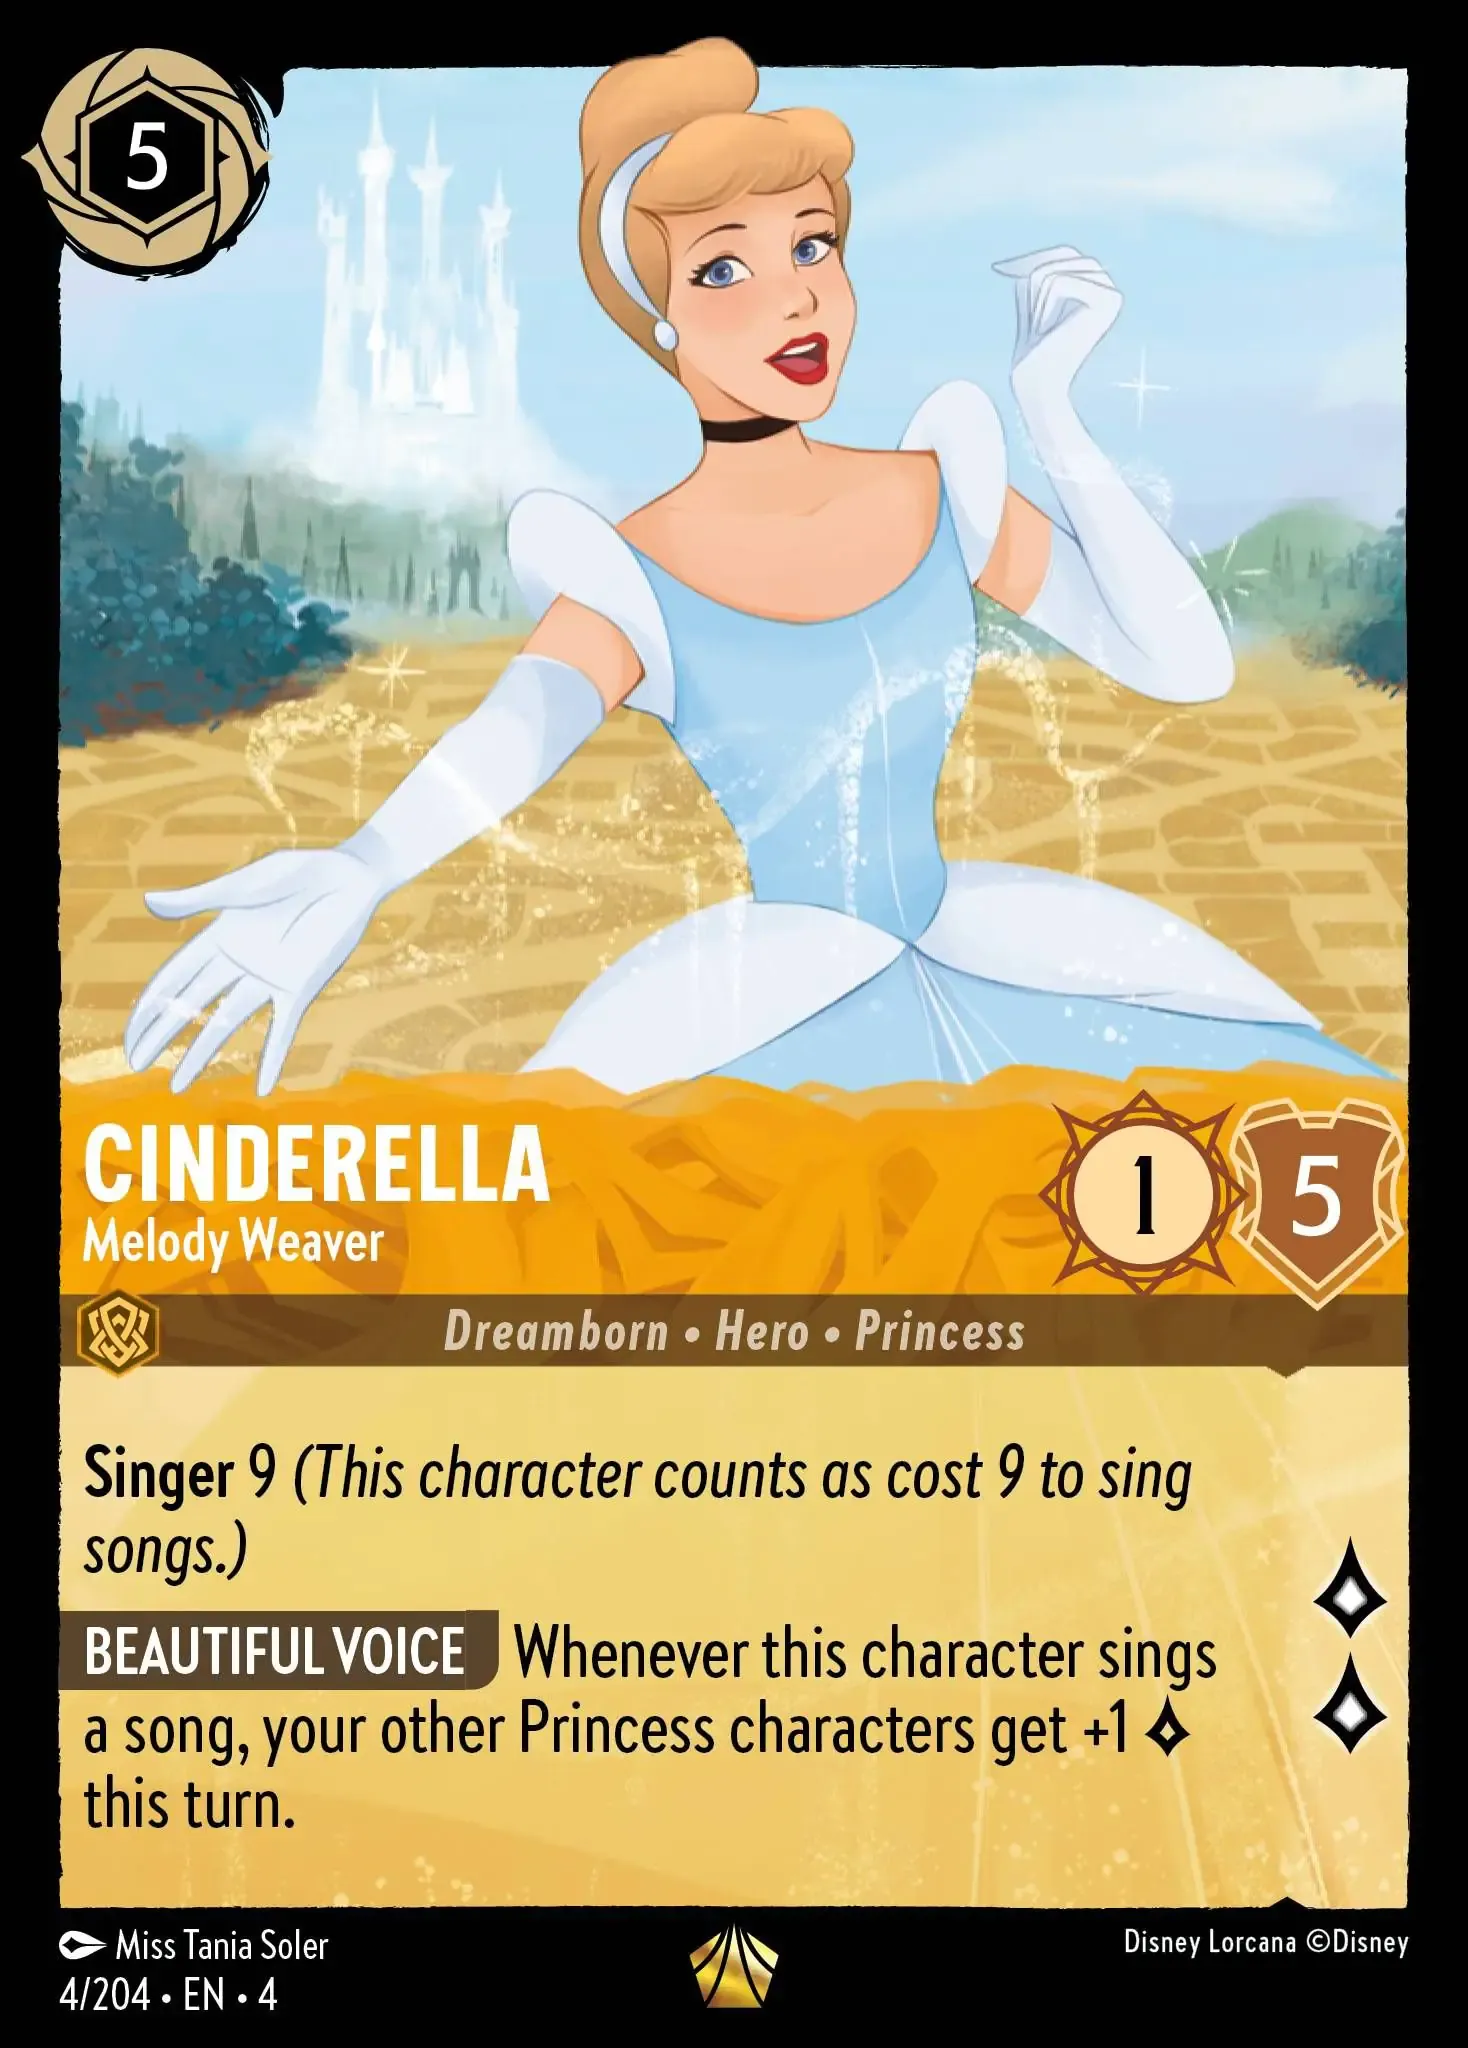 5
CINDERELLA
Melody Weaver
1
5
Dreamborn • Hero • Princess
Singer 9 (This character counts as cost 9 to sing
songs.)
BEAUTIFUL VOICE Whenever this character sings
a song, your other Princess characters get +1
this turn.
Miss Tania Soler
4/204 • EN • 4
Disney Lorcana ©Disney